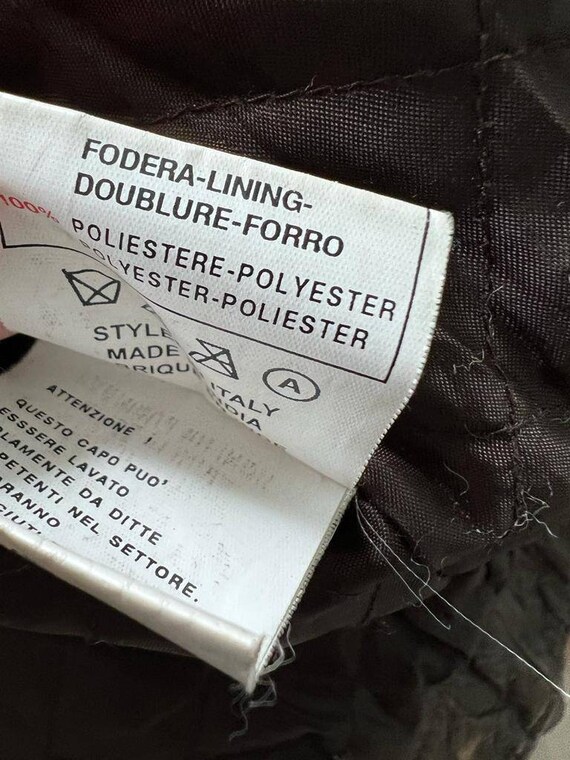 FODERA-LINING-
DOUBLURE-FORRO
100%
POLIESTERE-POLYESTER
POLYESTER-POLIESTER
A
STYLE
MADE
ITALY
ATTENZIONE !
QUESTO CAPO PUO'
ESSSERE LAVATO
DA DITTE
NEL SETTORE.